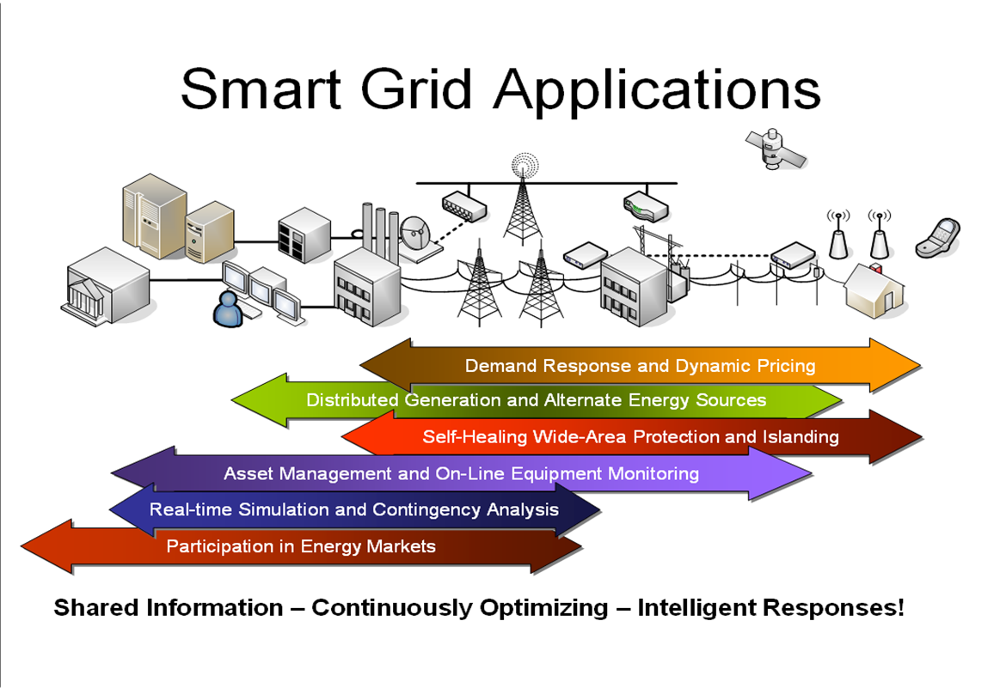 Smart Grid Applications
Demand Response and Dynamic Pricing
Distributed Generation and Alternate Energy Sources
Self-Healing Wide-Area Protection and Islanding
Asset Management and On-Line Equipment Monitoring
Real-time Simulation and Contingency Analysis
Participation in Energy Markets
Shared Information – Continuously Optimizing – Intelligent Responses!